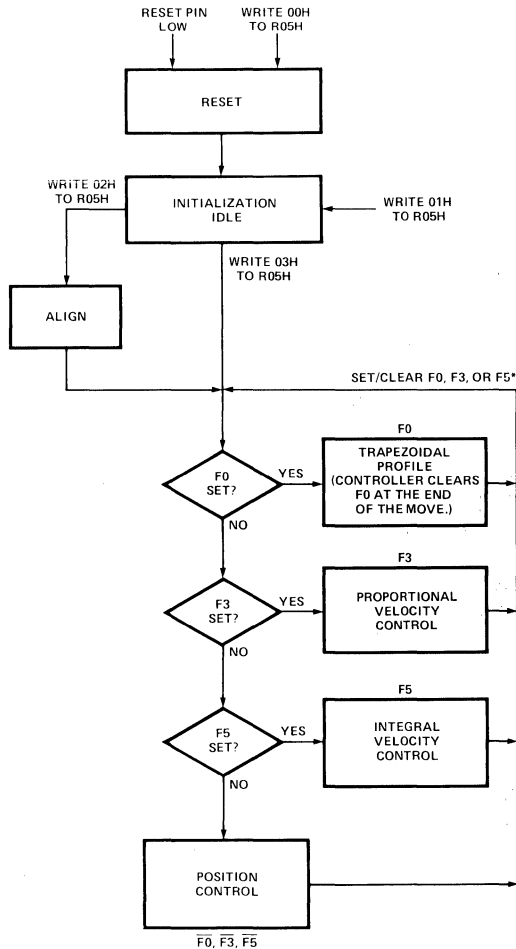 RESET PIN
LOW
WRITE 00H
TO R05H
RESET
WRITE 02H
TO R05H
INITIALIZATION
IDLE
WRITE 01H
TO R05H
WRITE 03H
TO R05H
ALIGN
SET/CLEAR F0, F3, OR F5*
F0
F0
SET?
YES
TRAPEZOIDAL
PROFILE
(CONTROLLER CLEARS
F0 AT THE END
OF THE MOVE.)
NO
F3
F3
SET?
YES
PROPORTIONAL
VELOCITY
CONTROL
NO
F5
F5
SET?
YES
INTEGRAL
VELOCITY
CONTROL
NO
POSITION
CONTROL
F̅0̅, F̅3̅, F̅5̅